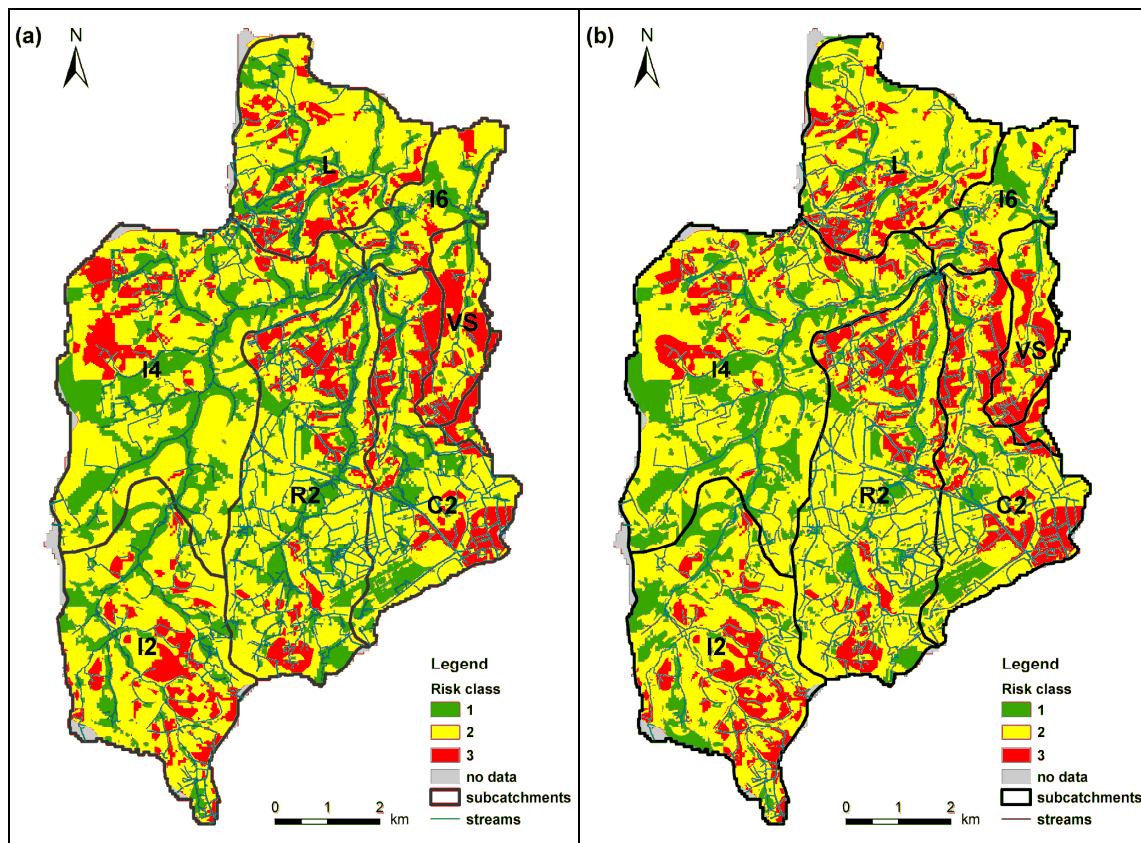 (a)
N
L
I6
VS
I4
R2
C2
I2
Legend
Risk class
1
2
3
no data
subcatchments
streams
0 1 2
km
(b)
N
L
I6
VS
I4
R2
C2
I2
Legend
Risk class
1
2
3
no data
subcatchments
streams
0 1 2
km